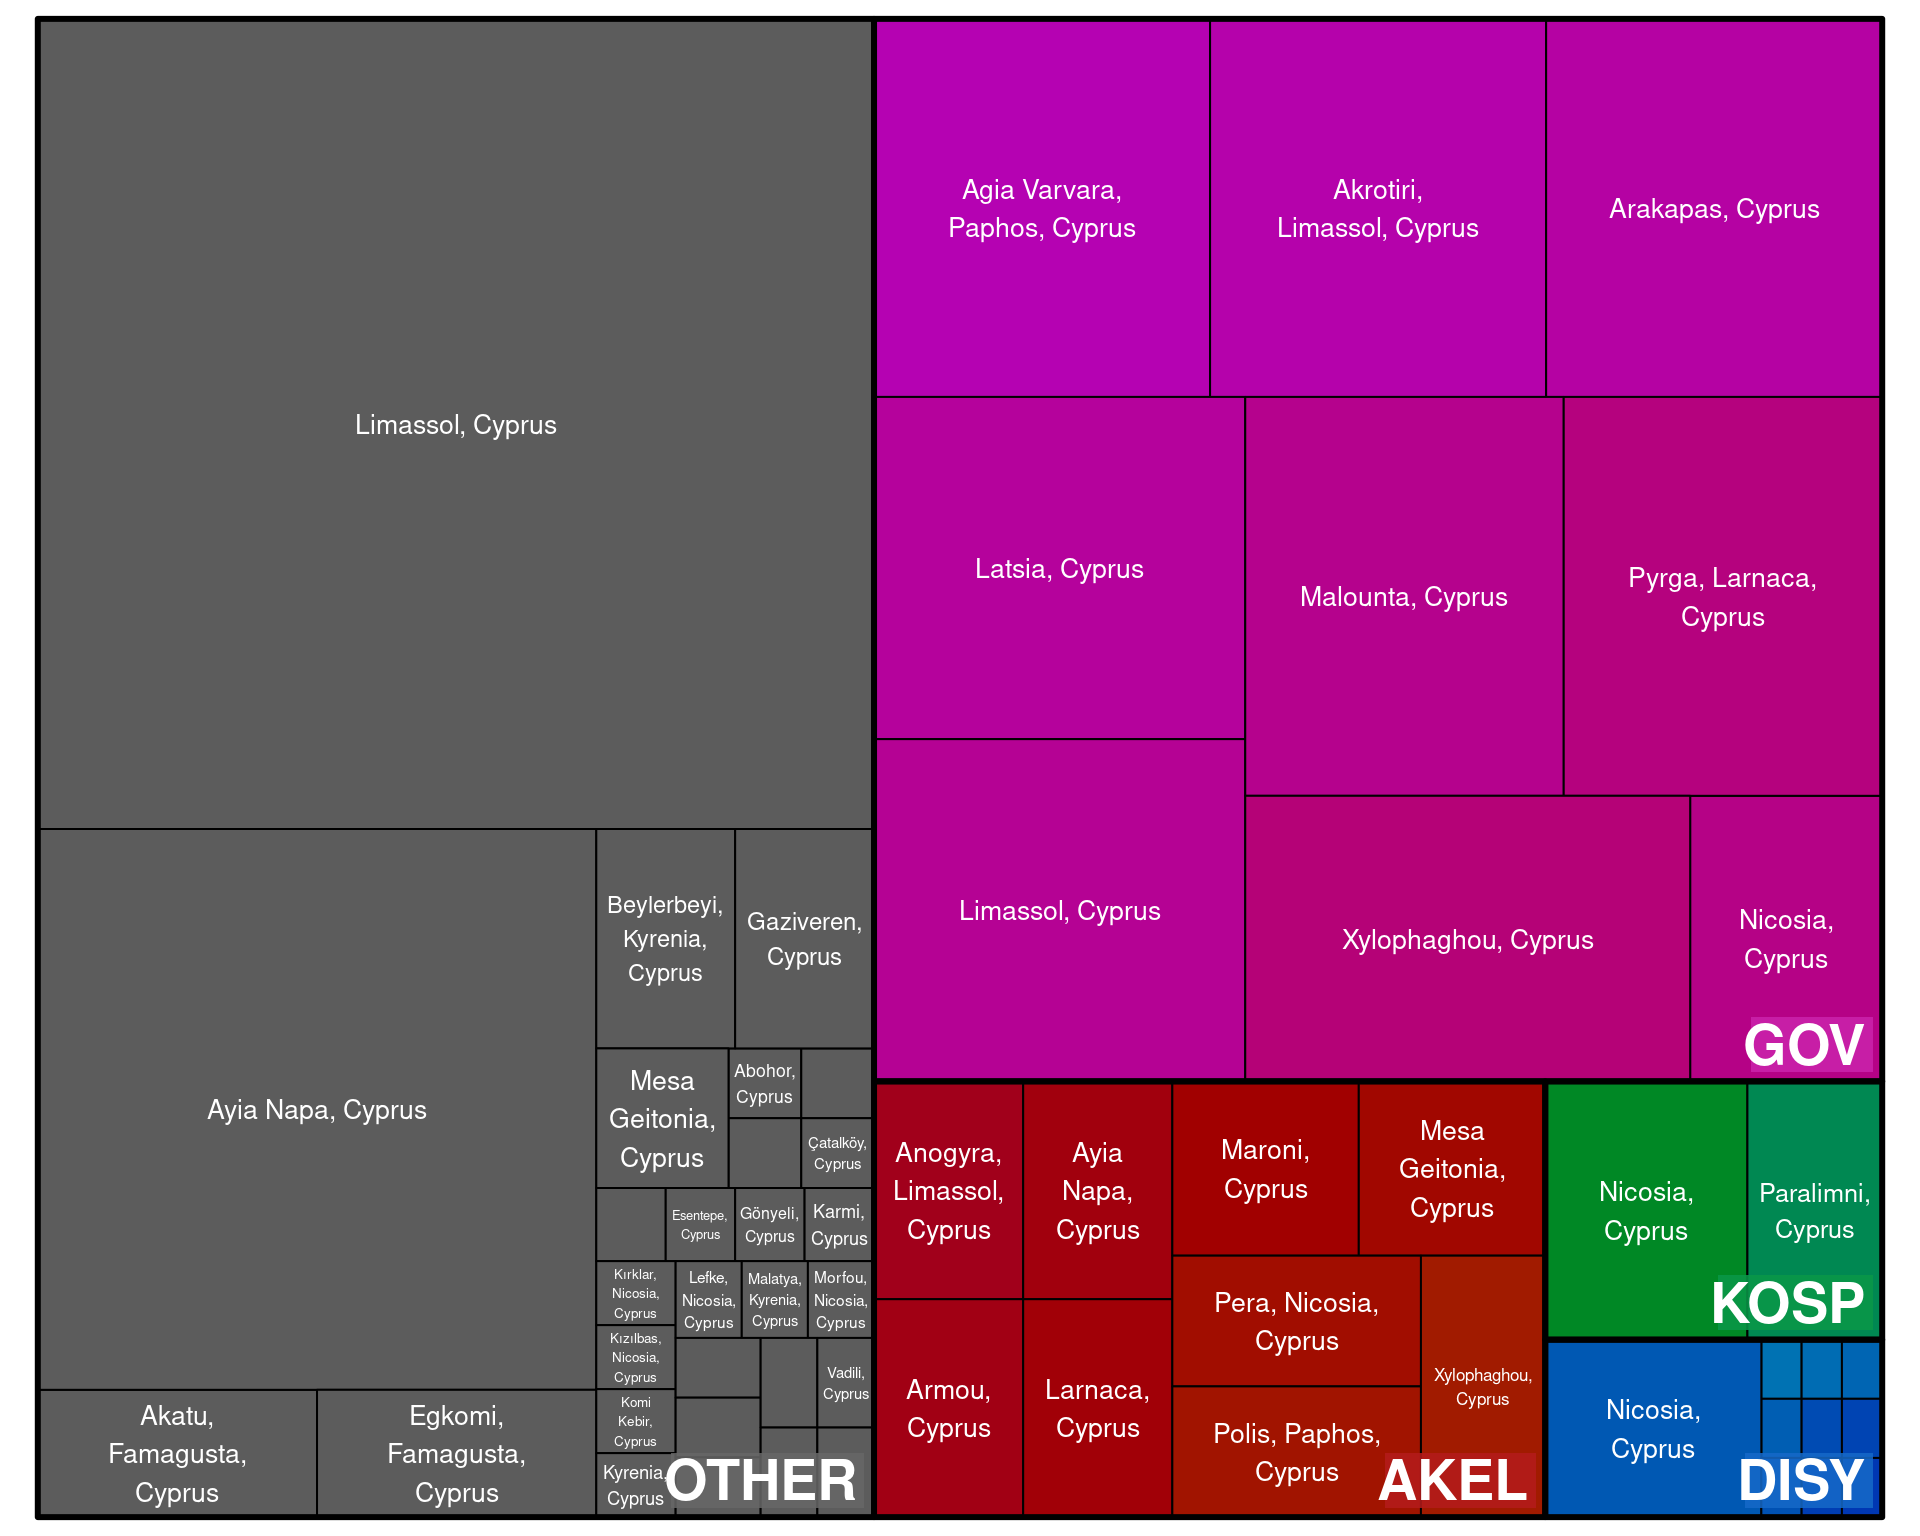 Limassol, Cyprus
Ayia Napa, Cyprus
Akatu,
Famagusta,
Cyprus
Egkomi,
Famagusta,
Cyprus
Beylerbeyi,
Kyrenia,
Cyprus
Gaziveren,
Cyprus
Mesa
Geitonia,
Cyprus
Abohor,
Cyprus
Çatalköy,
Cyprus
Esentepe,
Cyprus
Gönyeli,
Cyprus
Karmi,
Cyprus
Kırklar,
Nicosia,
Cyprus
Lefke,
Nicosia,
Cyprus
Malatya,
Kyrenia,
Cyprus
Morfou,
Nicosia,
Cyprus
Kızılbas,
Nicosia,
Cyprus
Komi
Kebir,
Cyprus
Vadili,
Cyprus
Kyrenia,
Cyprus
OTHER
Agia Varvara,
Paphos, Cyprus
Akrotiri,
Limassol, Cyprus
Arakapas, Cyprus
Latsia, Cyprus
Malounta, Cyprus
Pyrga, Larnaca,
Cyprus
Limassol, Cyprus
Xylophaghou, Cyprus
Nicosia,
Cyprus
GOV
Anogyra,
Limassol,
Cyprus
Ayia
Napa,
Cyprus
Maroni,
Cyprus
Mesa
Geitonia,
Cyprus
Armou,
Cyprus
Larnaca,
Cyprus
Pera, Nicosia,
Cyprus
Polis, Paphos,
Cyprus
Xylophaghou,
Cyprus
AKEL
Nicosia,
Cyprus
Paralimni,
Cyprus
KOSP
Nicosia,
Cyprus
DISY